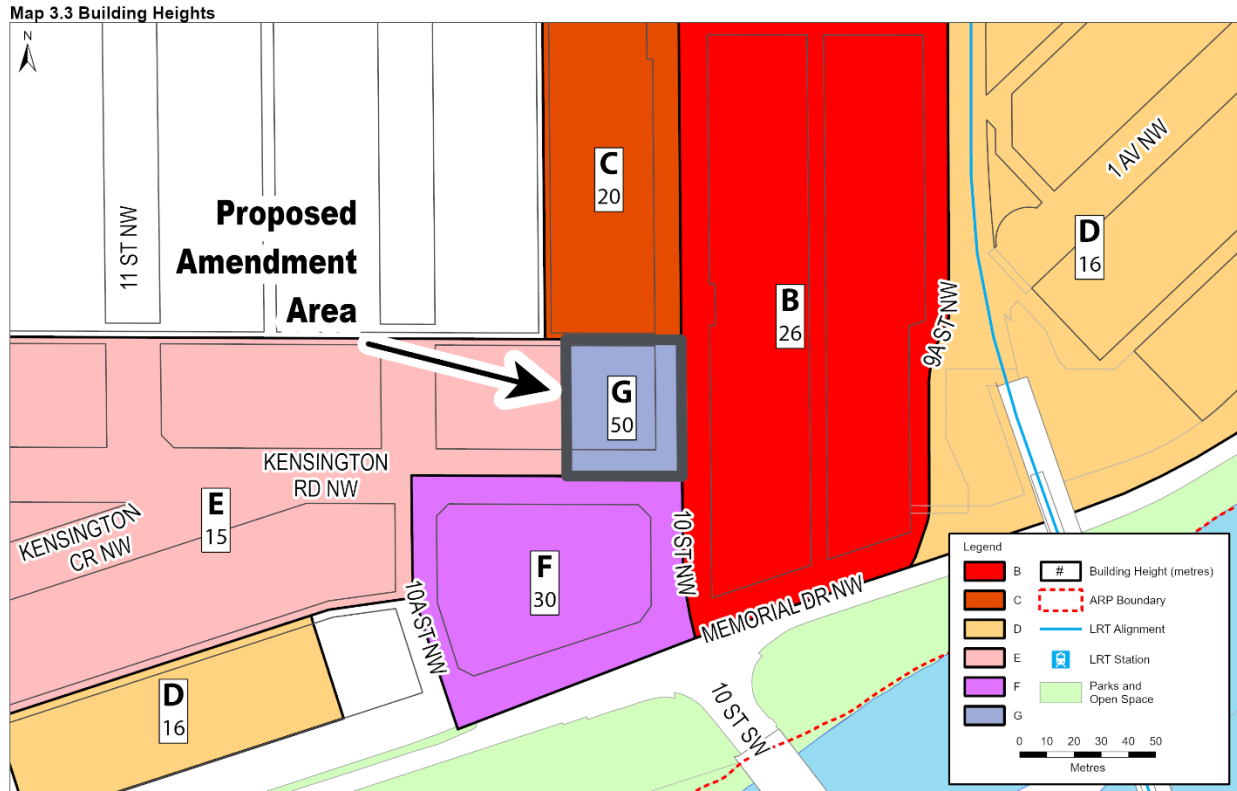 Map 3.3 Building Heights
N
11 ST NW
Proposed
Amendment
Area
C
20
B
26
1 AV NW
D
16
9A ST NW
G
50
KENSINGTON
RD NW
E
15
KENSINGTON
CR NW
F
30
10A ST NW
10 ST NW
MEMORIAL DR NW
D
16
10 ST SW
Legend
B
C
D
E
F
G
# Building Height (metres)
ARP Boundary
LRT Alignment
LRT Station
Parks and
Open Space
0 10 20 30 40 50
Metres